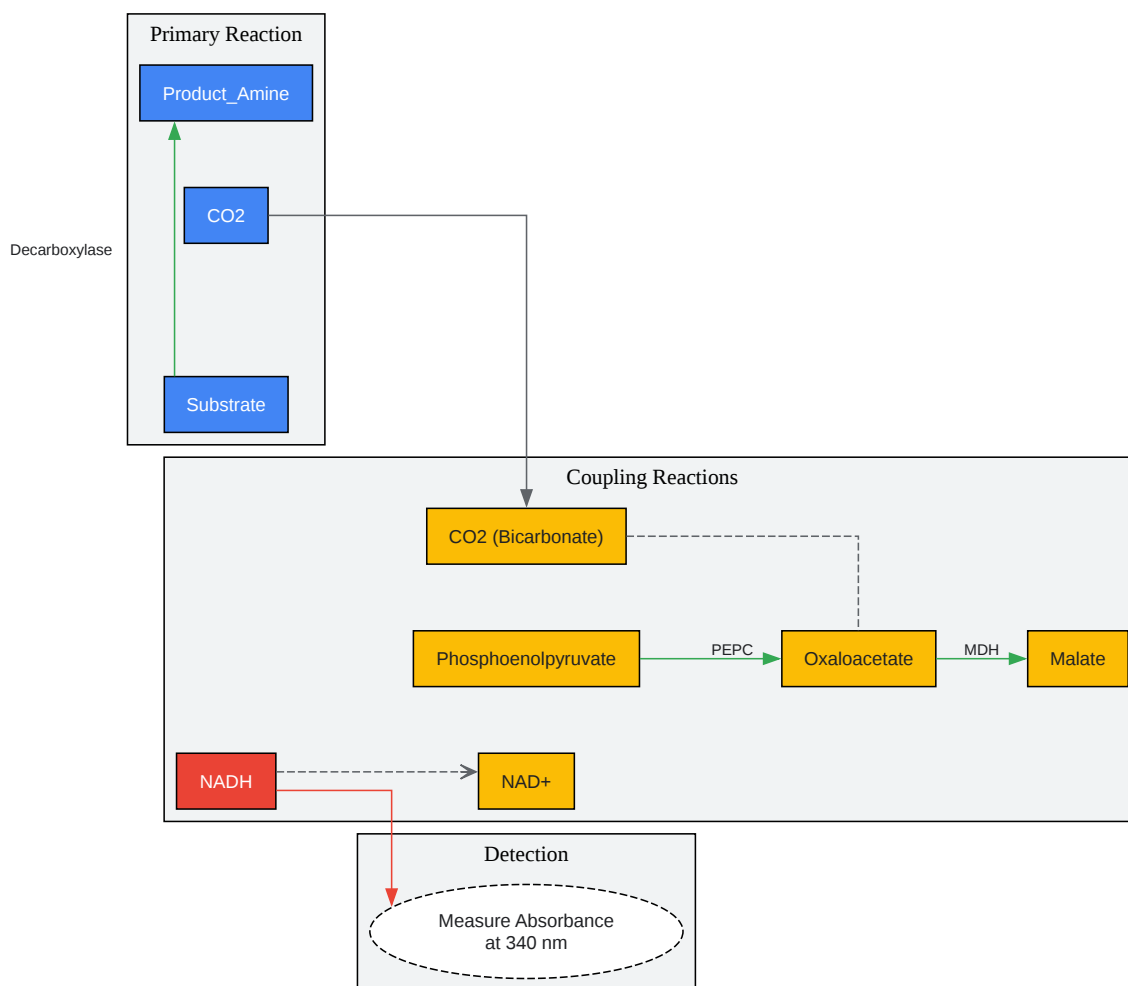 Primary Reaction
Product_Amine
CO2
Decarboxylase
Substrate
Coupling Reactions
CO2 (Bicarbonate)
Phosphoenolpyruvate
PEPC
Oxaloacetate
MDH
Malate
NADH
NAD+
Detection
Measure Absorbance
at 340 nm